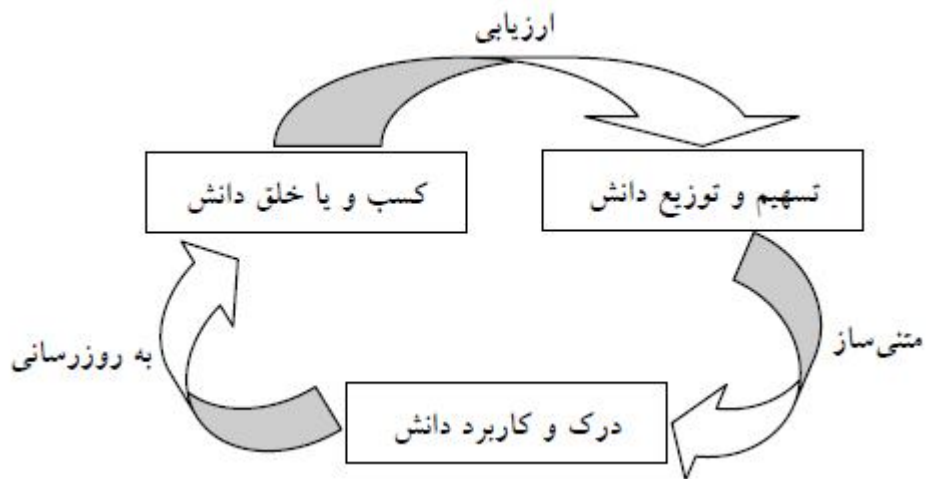 ارزیابی
کسب و یا خلق دانش
تسهیم و توزیع دانش
متنی‌ساز
درک و کاربرد دانش
به روزرسانی